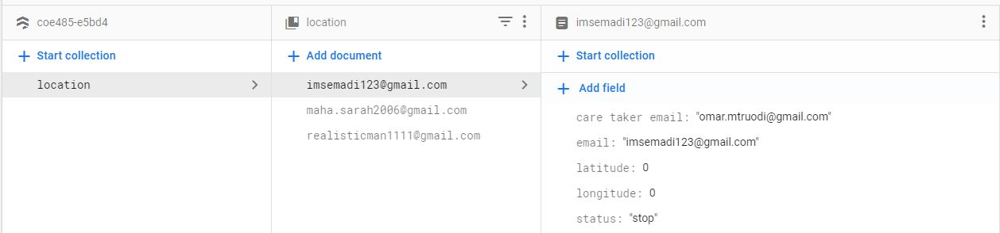 coe485-e5bd4
location
imsemadi123@gmail.com
Start collection
Add document
Start collection
location
imsemadi123@gmail.com
Add field
maha.sarah2006@gmail.com
care taker email: "omar.mtruodi@gmail.com"
realisticman1111@gmail.com
email: "imsemadi123@gmail.com"
latitude: 0
longitude: 0
status: "stop"